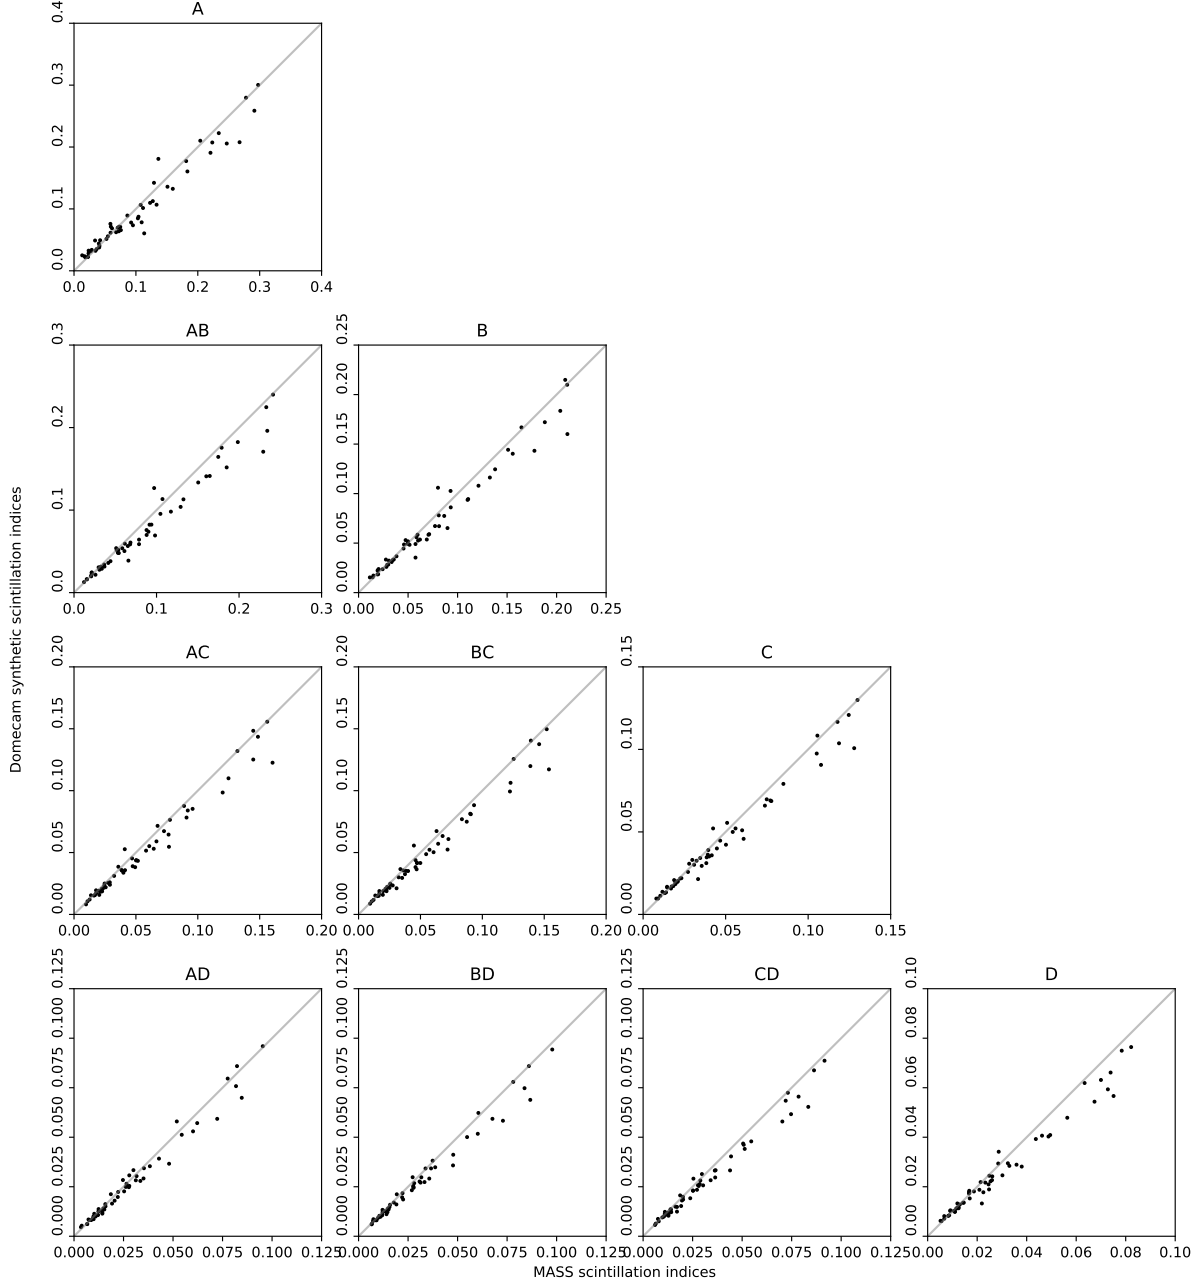 A
0.4
0.3
0.2
0.1
0.0
0.0 0.1 0.2 0.3 0.4
AB
0.3
0.2
0.1
0.0
0.0 0.1 0.2 0.3
B
0.25
0.20
0.15
0.10
0.05
0.00
0.00 0.05 0.10 0.15 0.20 0.25
Domecam synthetic scintillation indices
AC
0.20
0.15
0.10
0.05
0.00
0.00 0.05 0.10 0.15 0.20
BC
0.20
0.15
0.10
0.05
0.00
0.00 0.05 0.10 0.15 0.20
C
0.15
0.10
0.05
0.00
0.00 0.05 0.10 0.15
AD
0.125
0.100
0.075
0.050
0.025
0.000
0.000 0.025 0.050 0.075 0.100 0.125
BD
0.125
0.100
0.075
0.050
0.025
0.000
0.000 0.025 0.050 0.075 0.100 0.125
CD
0.125
0.100
0.075
0.050
0.025
0.000
0.000 0.025 0.050 0.075 0.100 0.125
D
0.10
0.08
0.06
0.04
0.02
0.00
0.00 0.02 0.04 0.06 0.08 0.10
MASS scintillation indices